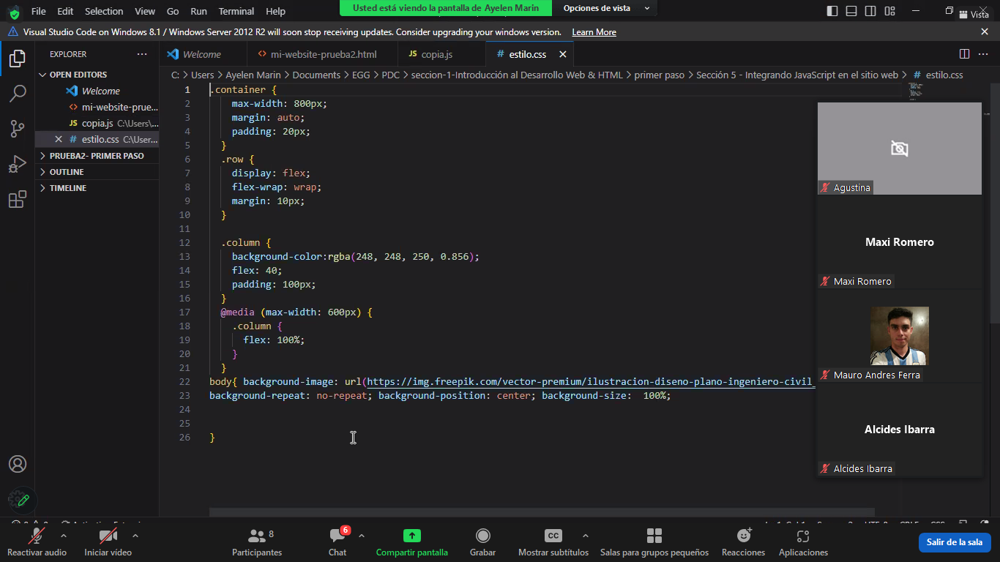 File Edit Selection View Go Run Terminal Help
Usted está viendo la pantalla de Ayelen Marin
Opciones de vista
Vista
Visual Studio Code on Windows 8.1 / Windows Server 2012 R2 will soon stop receiving updates. Consider upgrading your windows version. Learn More
EXPLORER
Welcome
mi-website-prueba2.html
JS copia.js
# estilo.css
C: > Users > Ayelen Marin > Documents > EGG > PDC > seccion-1-Introducción al Desarrollo Web & HTML > primer paso > Sección 5 - Integrando JavaScript en el sitio web > # estilo.css
OPEN EDITORS
Welcome
mi-website-prue...
JS copia.js C:\Users\...
# estilo.css C:\User...
PRUEBA2- PRIMER PASO
OUTLINE
TIMELINE
1 .container {
2 max-width: 800px;
3 margin: auto;
4 padding: 20px;
5 }
6 .row {
7 display: flex;
8 flex-wrap: wrap;
9 margin: 10px;
10 }
11
12 .column {
13 background-color:rgba(248, 248, 250, 0.856);
14 flex: 40;
15 padding: 100px;
16 }
17 @media (max-width: 600px) {
18 .column {
19 flex: 100%;
20 }
21 }
22 body{ background-image: url(https://img.freepik.com/vector-premium/ilustracion-diseno-plano-ingeniero-civil_
23 background-repeat: no-repeat; background-position: center; background-size: 100%;
24
25
26 }
Agustina
Maxi Romero
Maxi Romero
Mauro Andres Ferra
Alcides Ibarra
Alcides Ibarra
Reactivar audio
Iniciar vídeo
Participantes 8
Chat 6
Compartir pantalla
Grabar
CC
Mostrar subtítulos
Salas para grupos pequeños
Reacciones
Aplicaciones
Salir de la sala